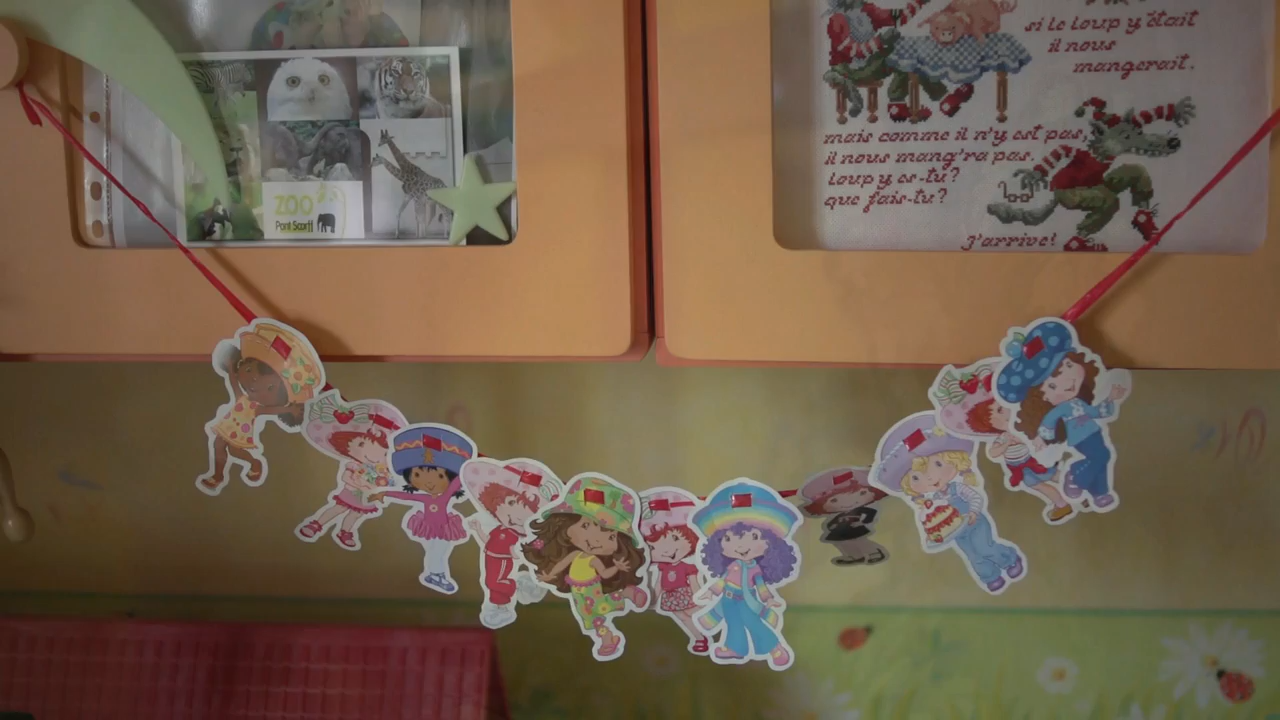 ZOO
Pont Scorff
si le loup y était
il nous
mangerait.
mais comme il n'y est pas,
il nous mang'ra pas.
Loup y es-tu?
que fais-tu?
J'arrive!